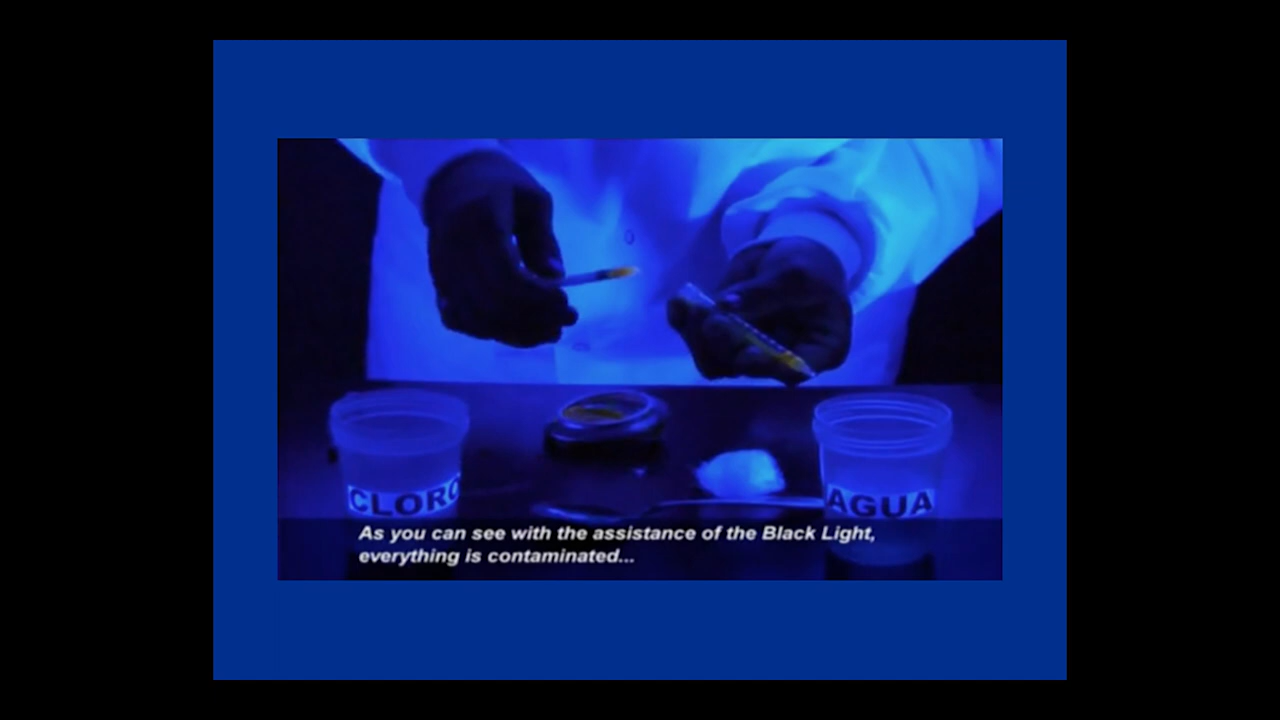 CLORO
AGUA
As you can see with the assistance of the Black Light,
everything is contaminated...